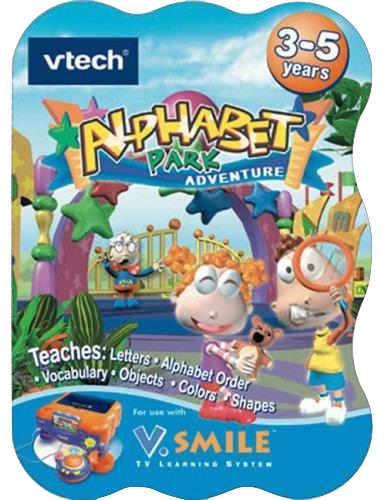 vtech
3-5
years
ALPHABET
PARK
ADVENTURE
Teaches: Letters • Alphabet Order
• Vocabulary • Objects • Colors • Shapes
For use with
V.SMILE™
TV LEARNING SYSTEM